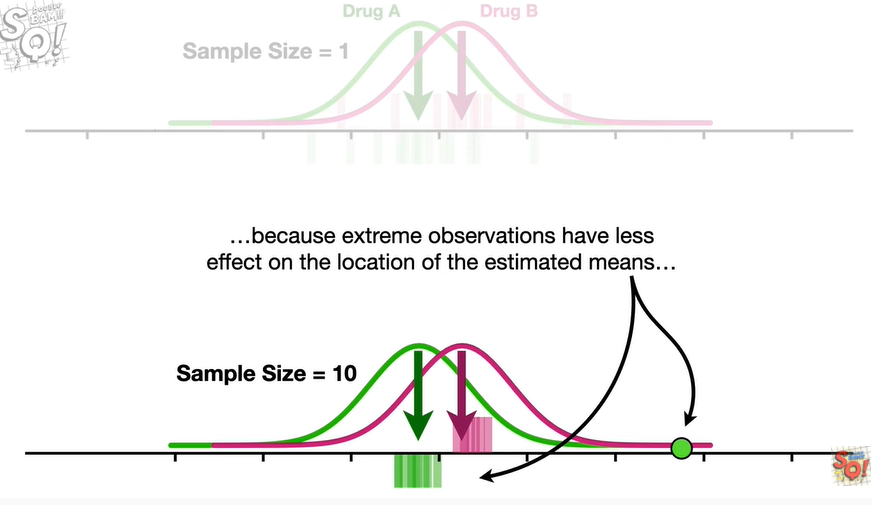 Drug A Drug B
Sample Size = 1
…because extreme observations have less
effect on the location of the estimated means…
Sample Size = 10
SQ!